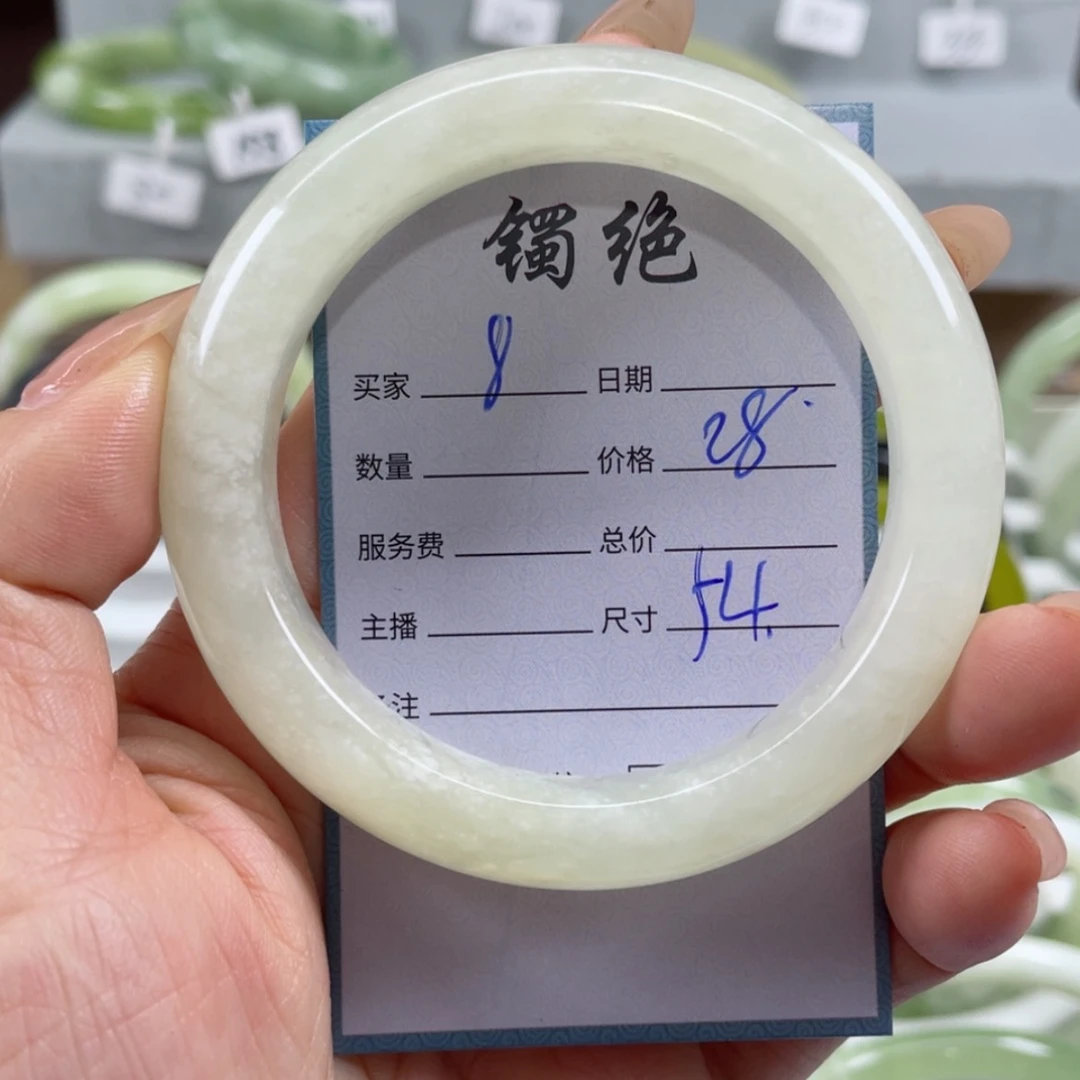 镯绝
买家 8 日期
数量 价格 28.
服务费 总价
主播 尺寸 54.
注